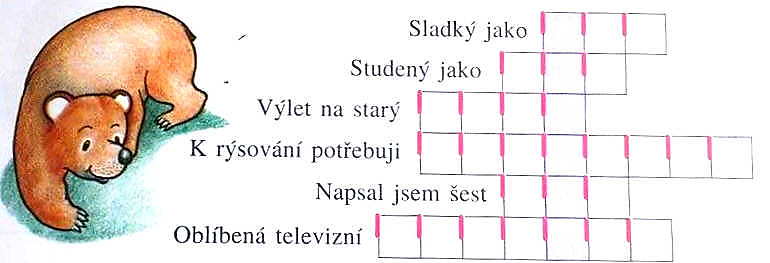 Sladký jako
Studený jako
Výlet na starý
K rýsování potřebuji
Napsal jsem šest
Oblíbená televizní